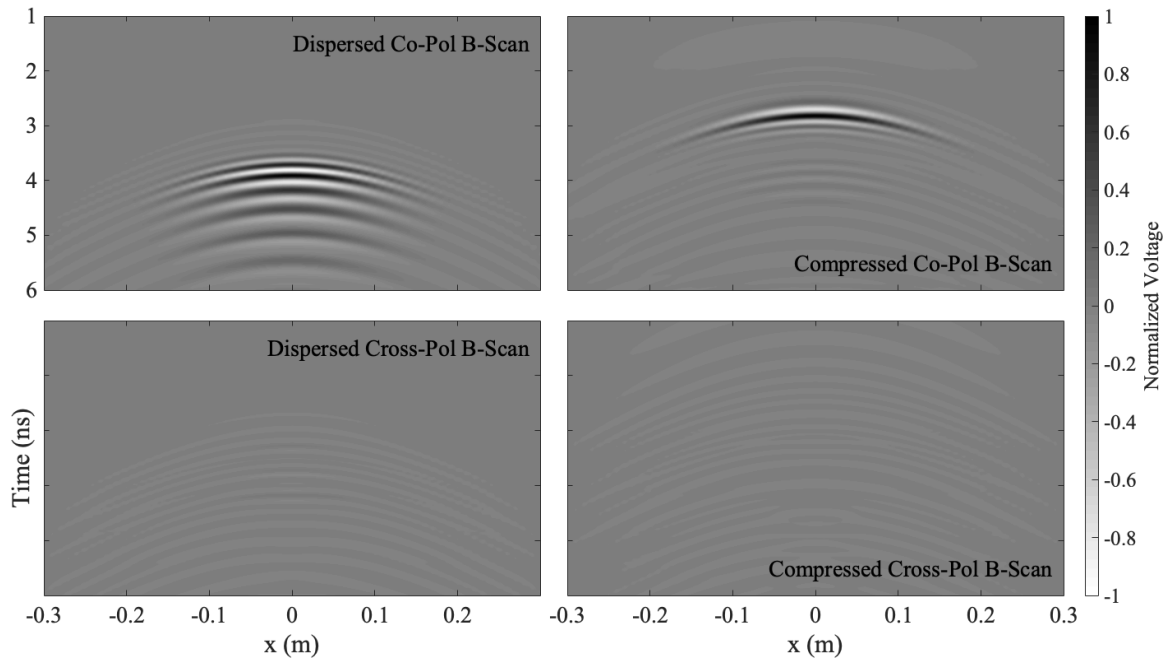 1
2
3
4
5
6
Dispersed Co-Pol B-Scan
Compressed Co-Pol B-Scan
1
0.8
0.6
0.4
0.2
0
-0.2
-0.4
-0.6
-0.8
-1
Normalized Voltage
Dispersed Cross-Pol B-Scan
Compressed Cross-Pol B-Scan
Time (ns)
-0.3 -0.2 -0.1 0 0.1 0.2
x (m)
-0.3 -0.2 -0.1 0 0.1 0.2 0.3
x (m)